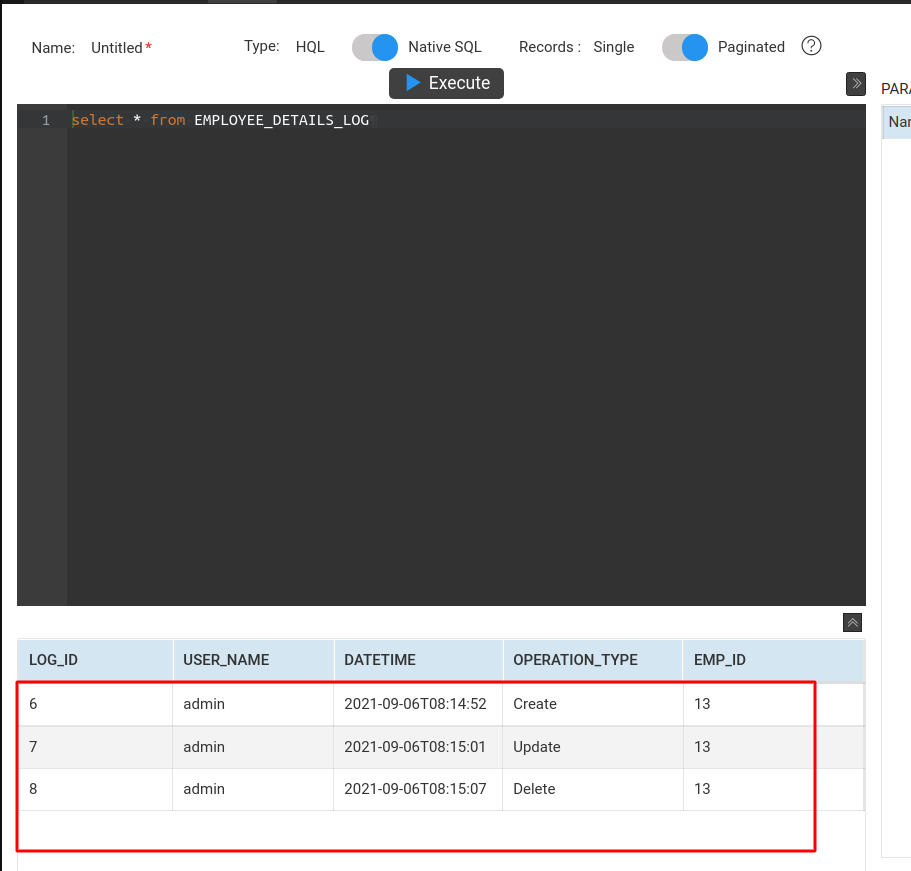 Name: Untitled * Type: HQL Native SQL Records : Single Paginated ?
Execute
PARA
1 select * from EMPLOYEE_DETAILS_LOG
Nar
LOG_ID USER_NAME DATETIME OPERATION_TYPE EMP_ID
6 admin 2021-09-06T08:14:52 Create 13
7 admin 2021-09-06T08:15:01 Update 13
8 admin 2021-09-06T08:15:07 Delete 13